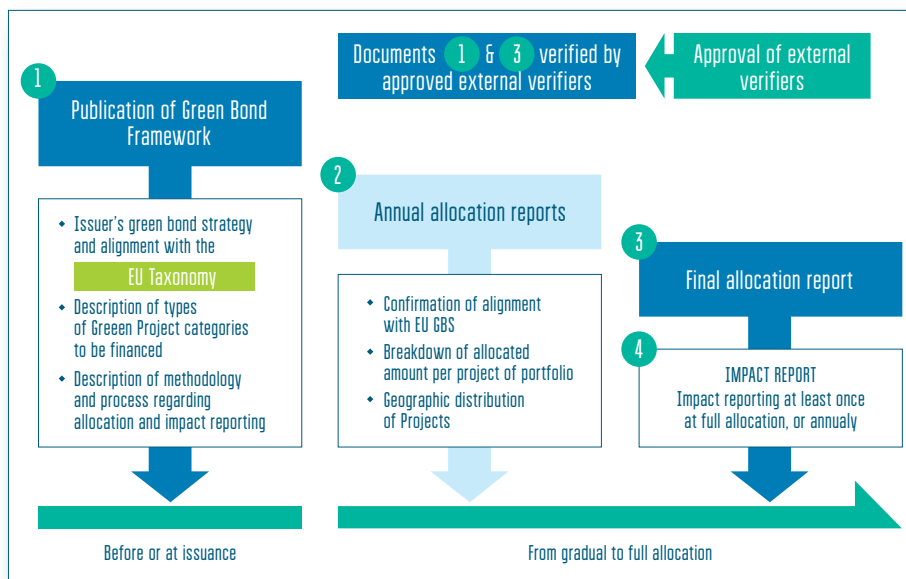 1
Publication of Green Bond
Framework
Issuer's green bond strategy
and alignment with the
EU Taxonomy
Description of types
of Greeen Project categories
to be financed
Description of methodology
and process regarding
allocation and impact reporting
Before or at issuance
Documents 1 & 3 verified by
approved external verifiers
Approval of external
verifiers
2
Annual allocation reports
Confirmation of alignment
with EU GBS
Breakdown of allocated
amount per project of portfolio
Geographic distribution
of Projects
3
Final allocation report
4
IMPACT REPORT
Impact reporting at least once
at full allocation, or annualy
From gradual to full allocation